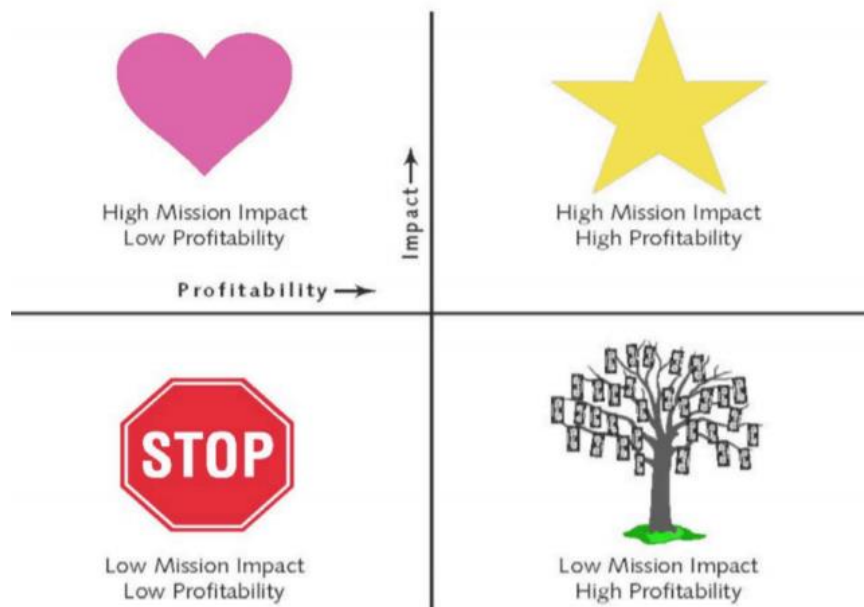 High Mission Impact
Low Profitability
High Mission Impact
High Profitability
Impact
Profitability
STOP
Low Mission Impact
Low Profitability
Low Mission Impact
High Profitability